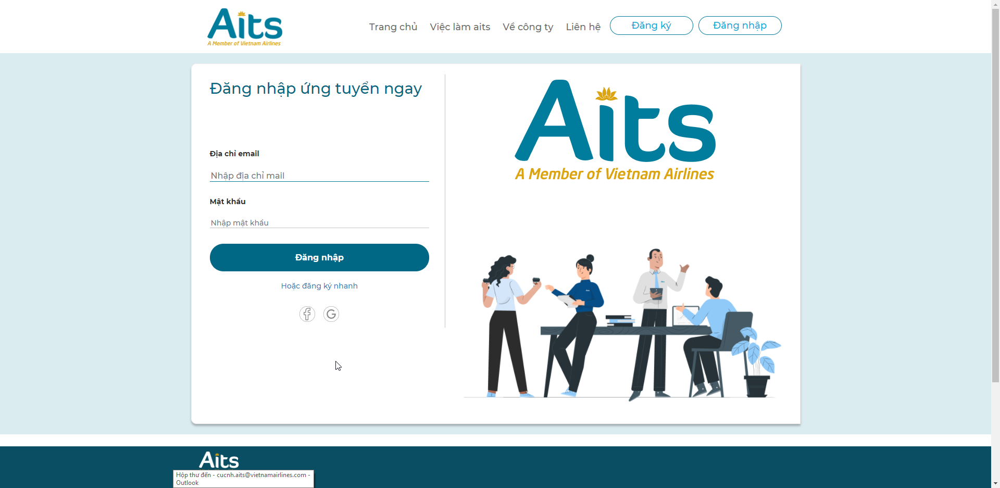 Aits
A Member of Vietnam Airlines
Trang chủ
Việc làm aits
Về công ty
Liên hệ
Đăng ký
Đăng nhập
Đăng nhập ứng tuyển ngay
Địa chỉ email
Nhập địa chỉ mail
Mật khẩu
Nhập mật khẩu
Đăng nhập
Hoặc đăng ký nhanh
Aits
A Member of Vietnam Airlines
Aits
Aits
Aits
Hộp thư đến - cucnh.aits@vietnamairlines.com -
Outlook